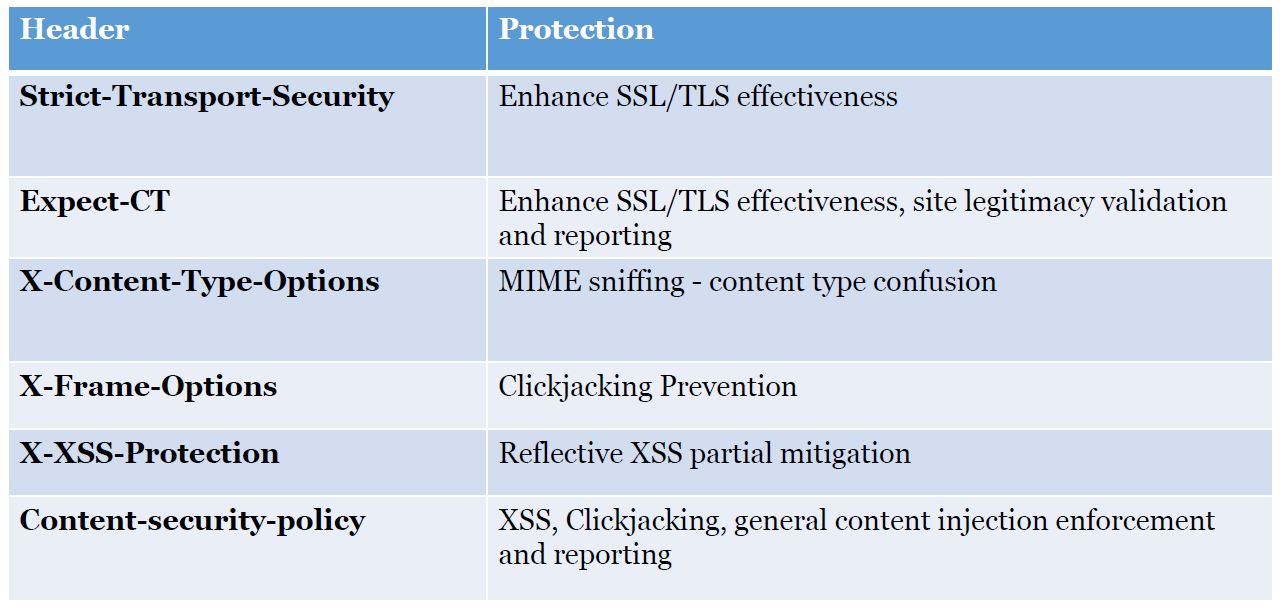 Header
Protection
Strict-Transport-Security
Enhance SSL/TLS effectiveness
Expect-CT
Enhance SSL/TLS effectiveness, site legitimacy validation
and reporting
X-Content-Type-Options
MIME sniffing - content type confusion
X-Frame-Options
Clickjacking Prevention
X-XSS-Protection
Reflective XSS partial mitigation
Content-security-policy
XSS, Clickjacking, general content injection enforcement
and reporting